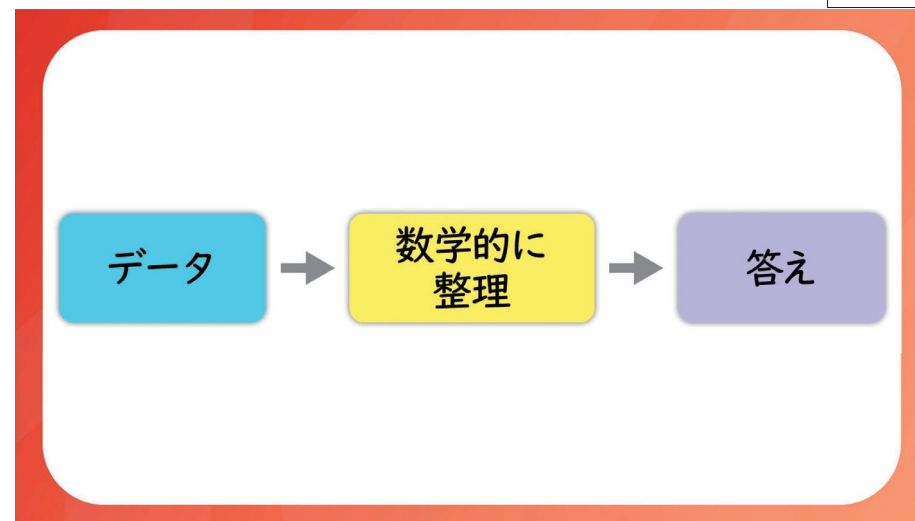 データ
数学的に
整理
答え